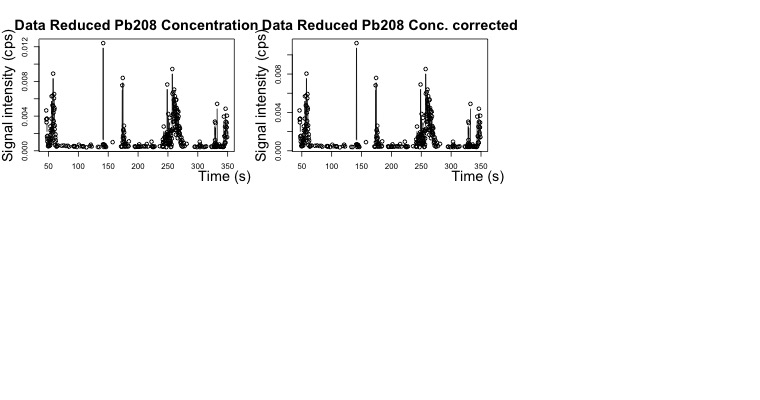 Data Reduced Pb208 Concentration
Signal intensity (cps)
0.000 0.004 0.008 0.012
50 100 150 200 250 300 350
Time (s)
Data Reduced Pb208 Conc. corrected
Signal intensity (cps)
0.000 0.004 0.008
50 100 150 200 250 300 350
Time (s)